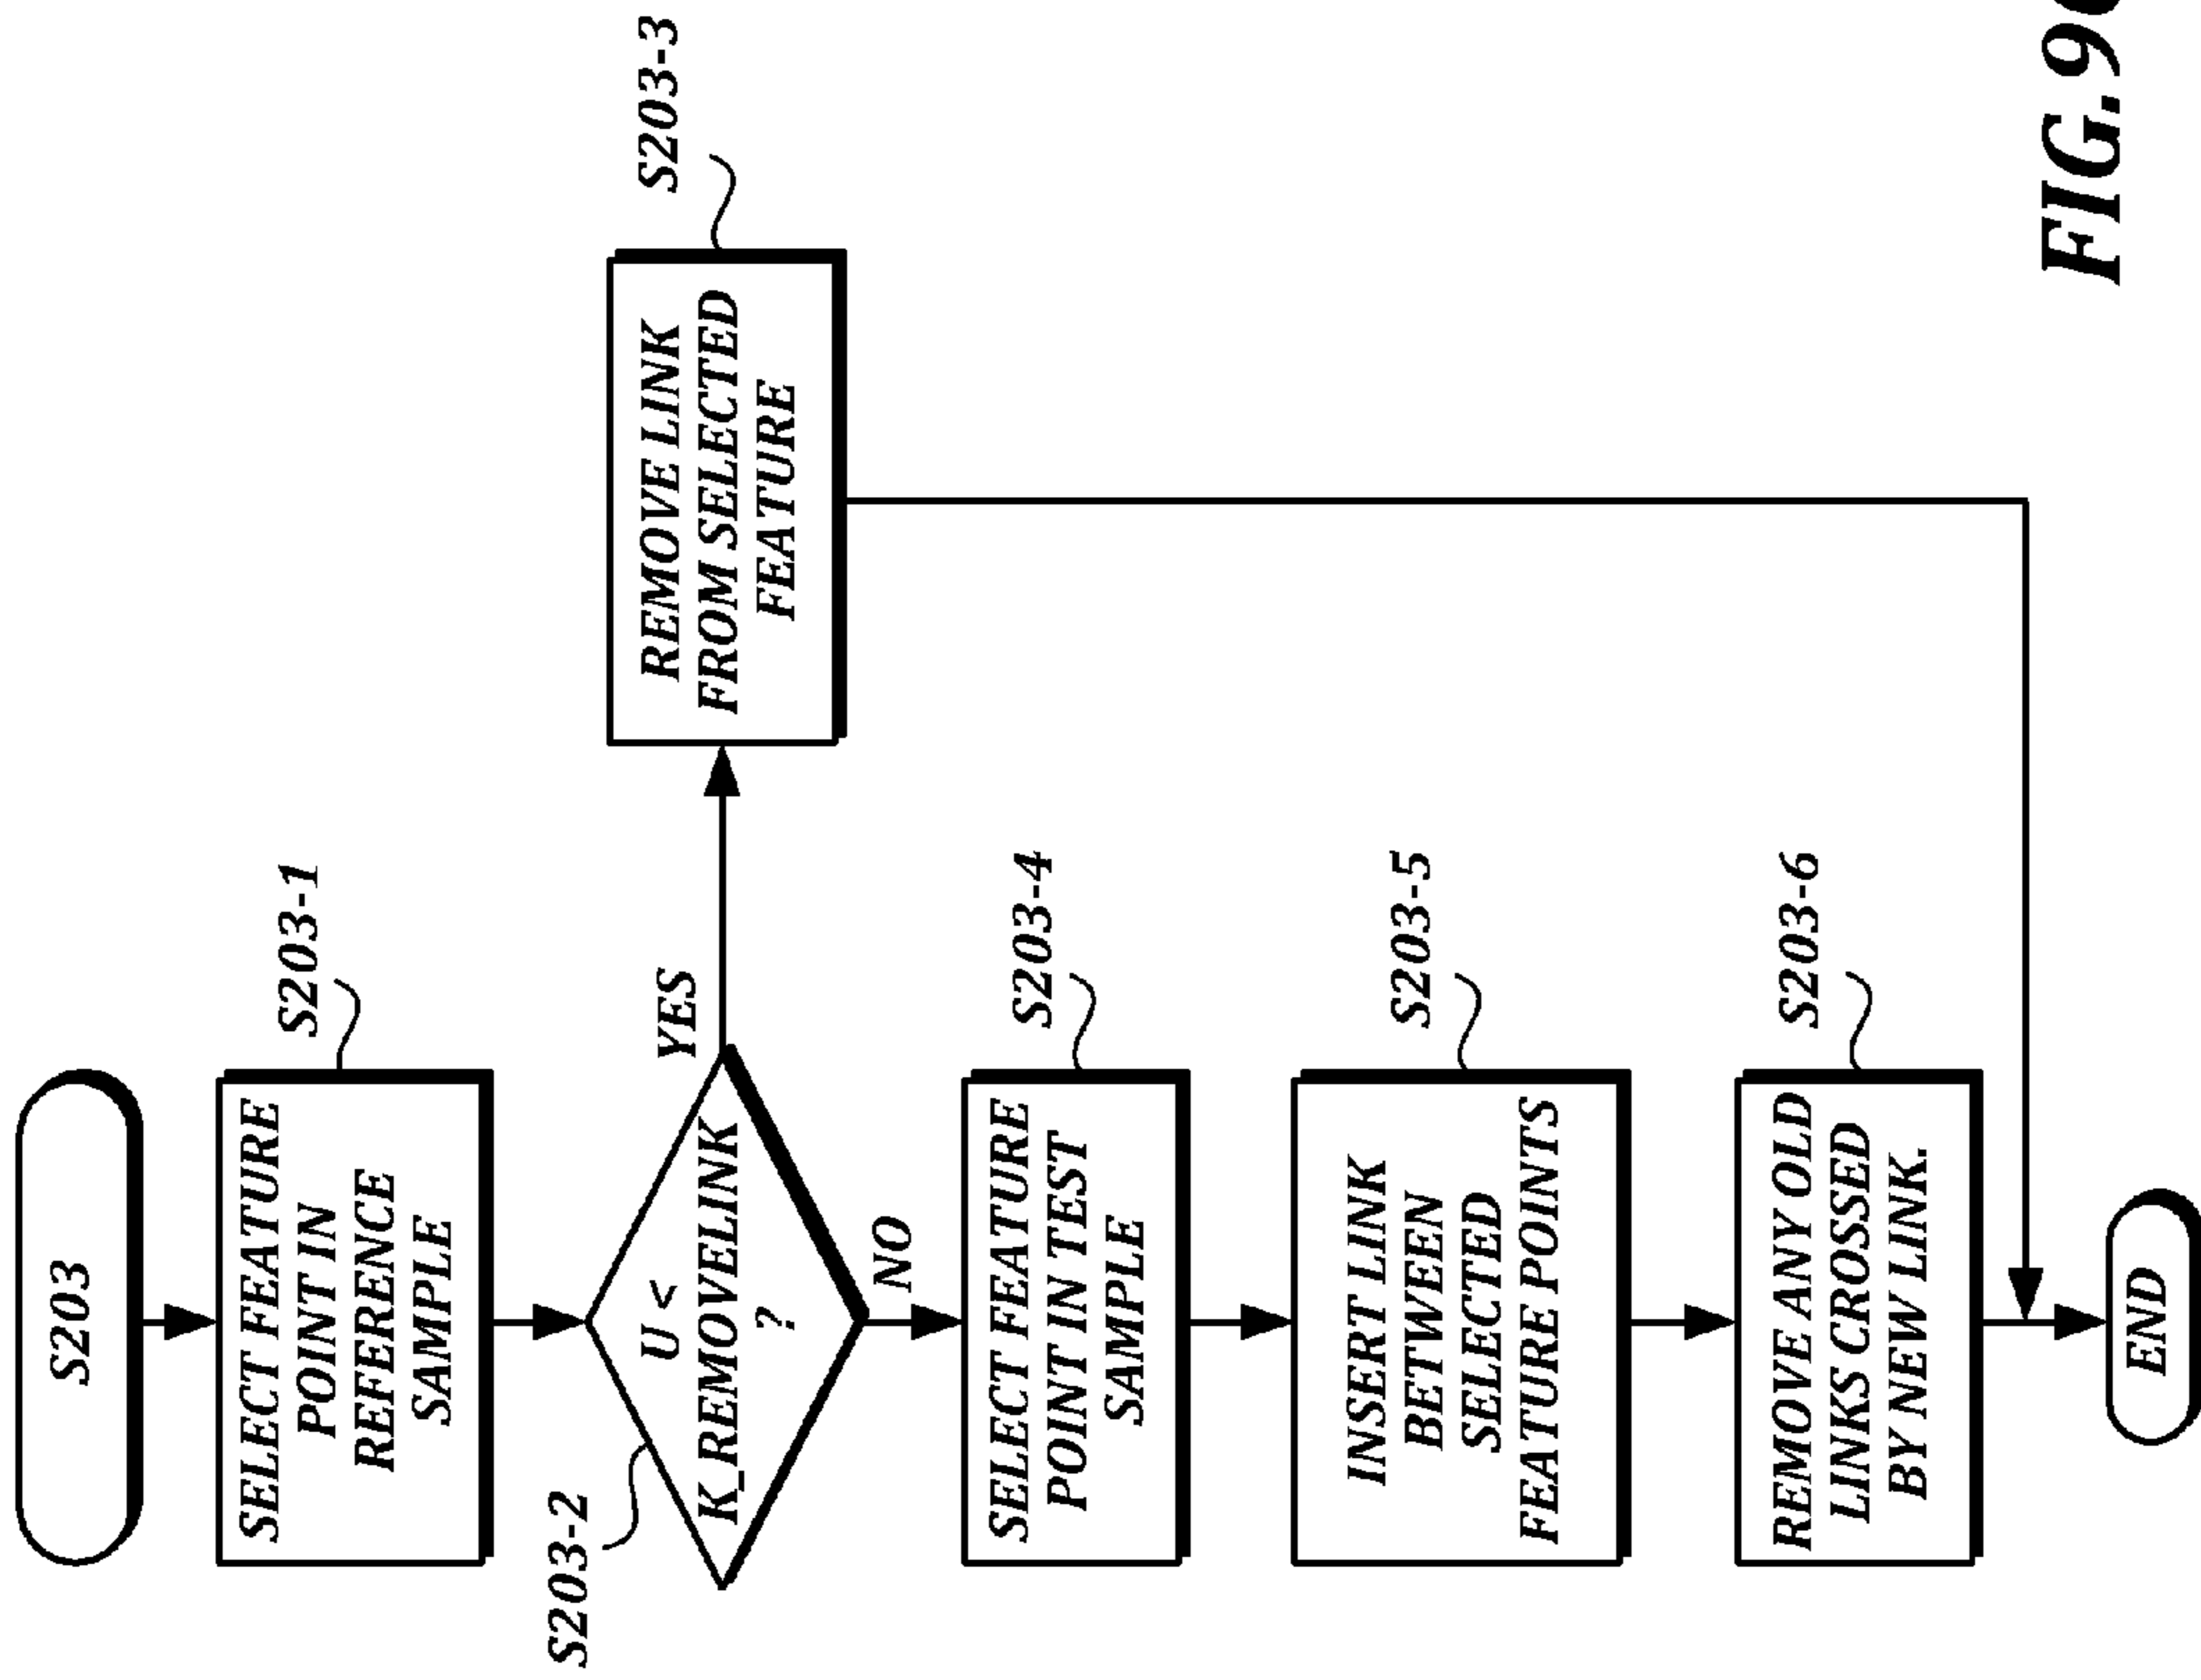 S203
S203-1
SELECT FEATURE
POINT IN
REFERENCE
SAMPLE
S203-2
U <
K_REMOVELINK
?
YES
NO
S203-3
REMOVE LINK
FROM SELECTED
FEATURE
S203-4
SELECT FEATURE
POINT IN TEST
SAMPLE
S203-5
INSERT LINK
BETWEEN
SELECTED
FEATURE POINTS
S203-6
REMOVE ANY OLD
LINKS CROSSED
BY NEW LINK.
END